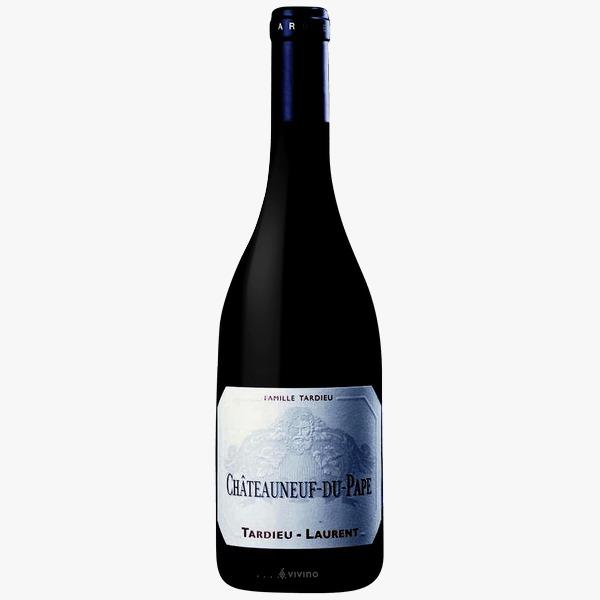 FAMILLE TARDIEU
CHÂTEAUNEUF-DU-PAPE
TARDIEU - LAURENT
vivino